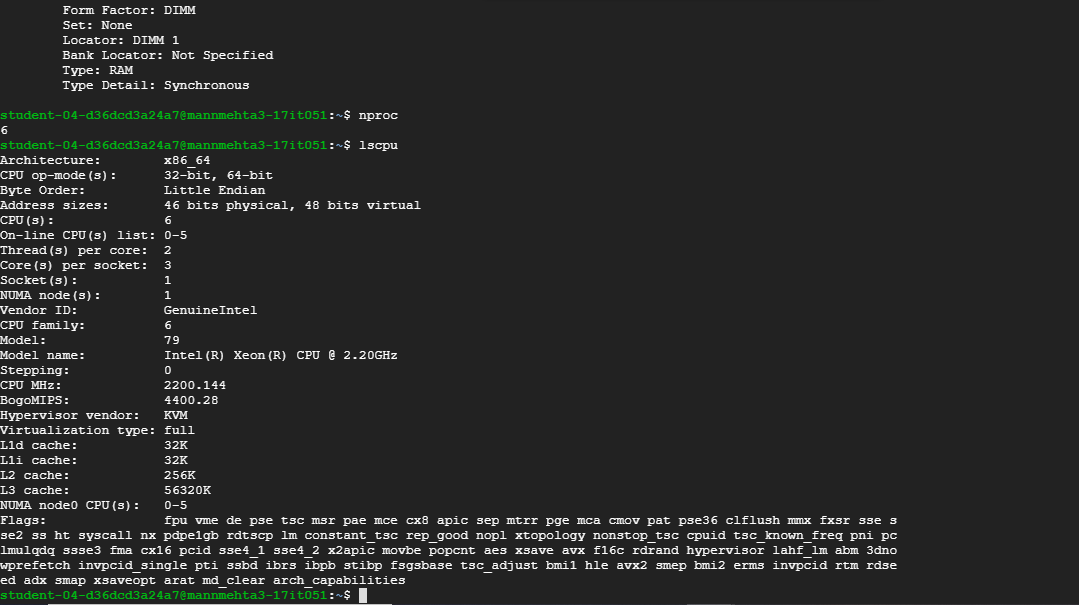 Form Factor: DIMM
Set: None
Locator: DIMM 1
Bank Locator: Not Specified
Type: RAM
Type Detail: Synchronous
student-04-d36dcd3a24a7@mannmehta3-17it051:~$ nproc
6
student-04-d36dcd3a24a7@mannmehta3-17it051:~$ lscpu
Architecture: x86_64
CPU op-mode(s): 32-bit, 64-bit
Byte Order: Little Endian
Address sizes: 46 bits physical, 48 bits virtual
CPU(s): 6
On-line CPU(s) list: 0-5
Thread(s) per core: 2
Core(s) per socket: 3
Socket(s): 1
NUMA node(s): 1
Vendor ID: GenuineIntel
CPU family: 6
Model: 79
Model name: Intel(R) Xeon(R) CPU @ 2.20GHz
Stepping: 0
CPU MHz: 2200.144
BogoMIPS: 4400.28
Hypervisor vendor: KVM
Virtualization type: full
L1d cache: 32K
L1i cache: 32K
L2 cache: 256K
L3 cache: 56320K
NUMA node0 CPU(s): 0-5
Flags: fpu vme de pse tsc msr pae mce cx8 apic sep mtrr pge mca cmov pat pse36 clflush mmx fxsr sse s
se2 ss ht syscall nx pdpe1gb rdtscp lm constant_tsc rep_good nopl xtopology nonstop_tsc cpuid tsc_known_freq pni pc
lmulqdq ssse3 fma cx16 pcid sse4_1 sse4_2 x2apic movbe popcnt aes xsave avx f16c rdrand hypervisor lahf_lm abm 3dno
wprefetch invpcid_single pti ssbd ibrs ibpb stibp fsgsbase tsc_adjust bmi1 hle avx2 smep bmi2 erms invpcid rtm rdse
ed adx smap xsaveopt arat md_clear arch_capabilities
student-04-d36dcd3a24a7@mannmehta3-17it051:~$